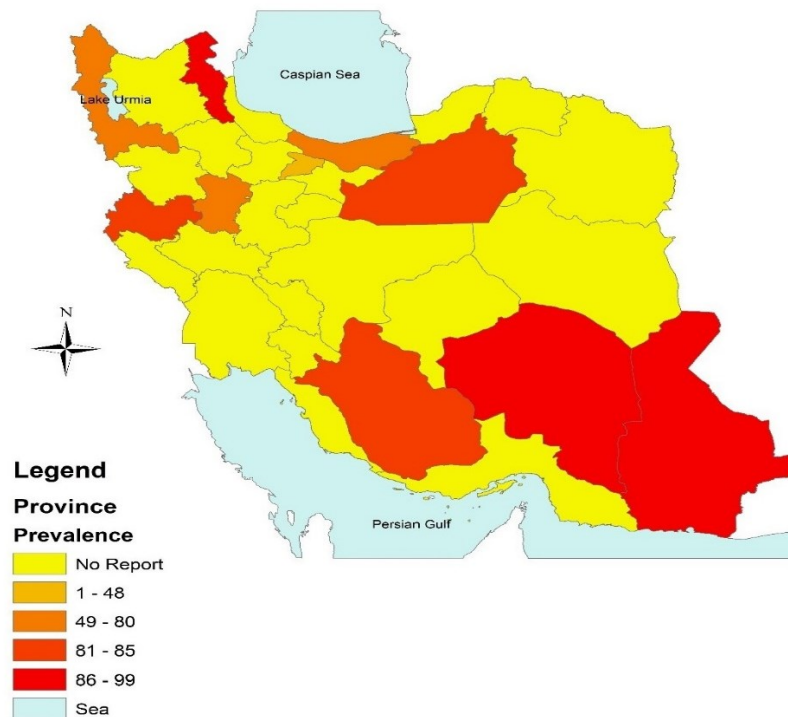 Caspian Sea
Lake Urmia
N
Persian Gulf
Legend
Province
Prevalence
No Report
1 - 48
49 - 80
81 - 85
86 - 99
Sea